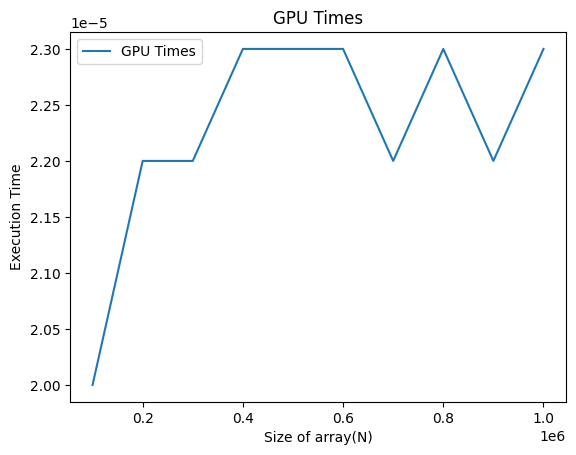 GPU Times
1e−5
GPU Times
2.30
2.25
2.20
2.15
2.10
2.05
2.00
Execution Time
0.2
0.4
0.6
0.8
1.0
1e6
Size of array(N)